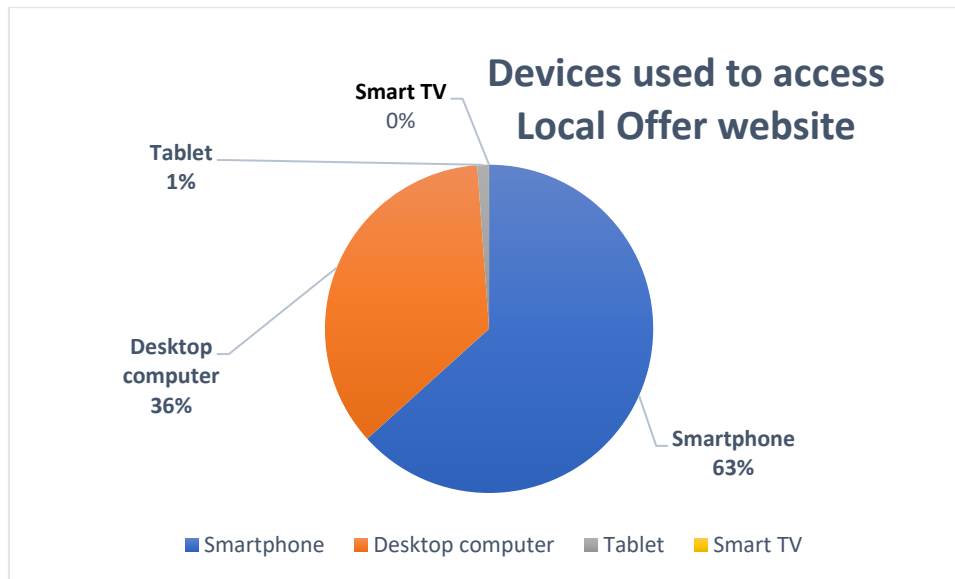 Devices used to access
Local Offer website
Smart TV
0%
Tablet
1%
Desktop
computer
36%
Smartphone
63%
Smartphone Desktop computer Tablet Smart TV